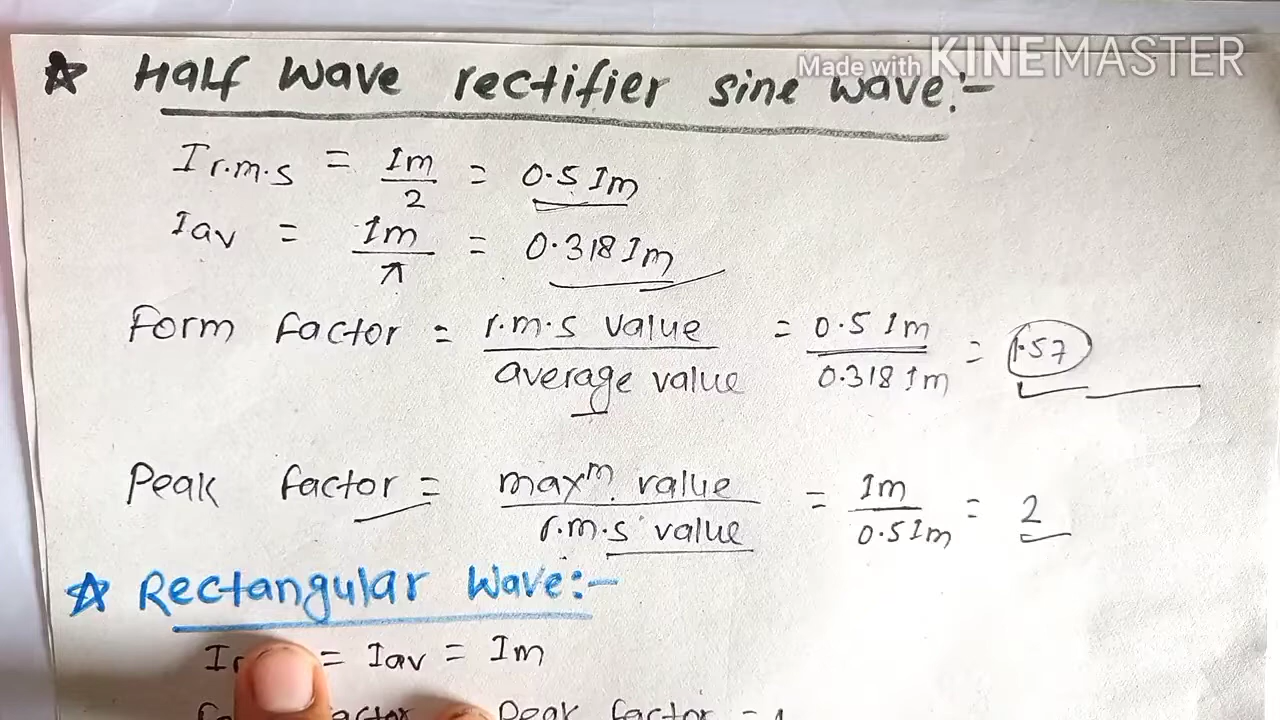 Made with KINEMASTER
☆ Half wave rectifier sine wave:-
Ir.m.s = Im/2 = 0.5 Im
Iav = Im/π = 0.318 Im
Form factor = r.m.s value/average value = 0.5 Im/0.318 Im = 1.57
Peak factor = maxᵐ value/r.m.s value = Im/0.5 Im = 2
☆ Rectangular wave:-
= Iav = Im
Peak factor = 1